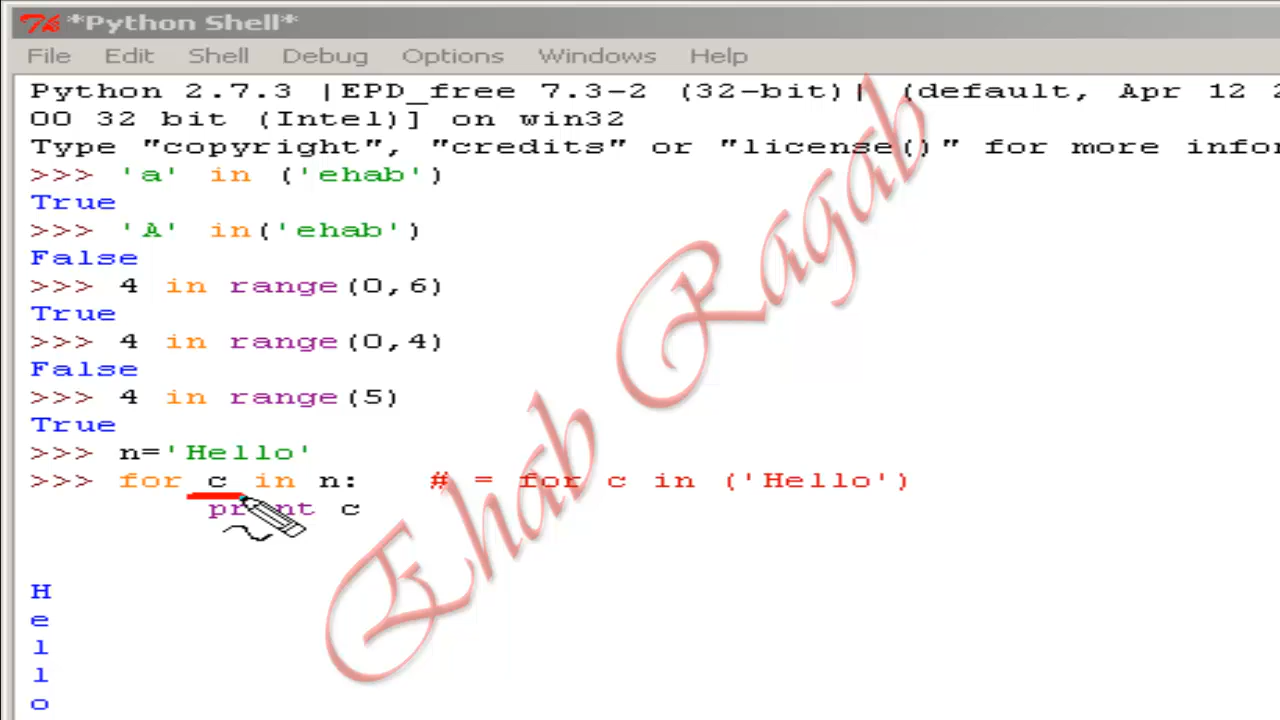 *Python Shell*
File Edit Shell Debug Options Windows Help
Python 2.7.3 |EPD_free 7.3-2 (32-bit)| (default, Apr 12 2
00 32 bit (Intel)] on win32
Type "copyright", "credits" or "license()" for more infor
>>> 'a' in ('ehab')
True
>>> 'A' in('ehab')
False
>>> 4 in range(0,6)
True
>>> 4 in range(0,4)
False
>>> 4 in range(5)
True
>>> n='Hello'
>>> for c in n: # = for c in ('Hello')
print c
H
e
l
l
o
Ehab Ragab